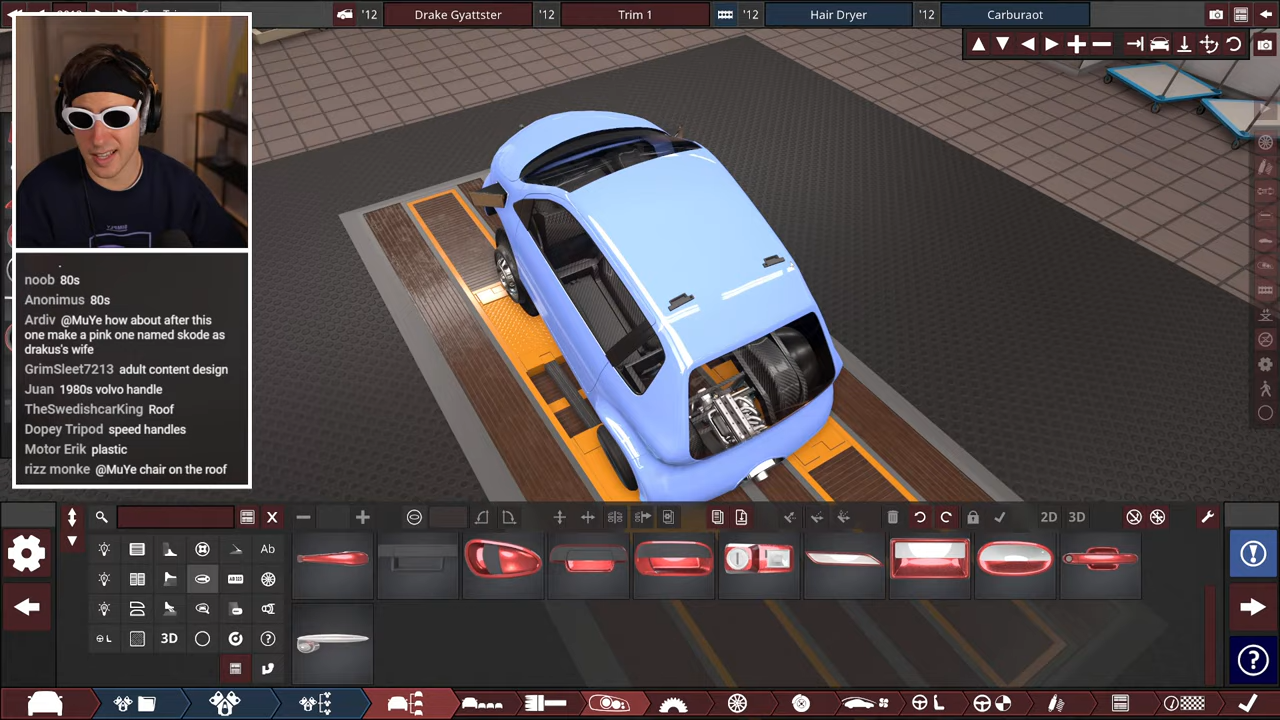 '12
Drake Gyattster
'12
Trim 1
'12
Hair Dryer
'12
Carburaot
noob 80s
Anonimus 80s
Ardiv @MuYe how about after this
one make a pink one named skode as
drakus's wife
GrimSleet7213 adult content design
Juan 1980s volvo handle
TheSwedishcarKing Roof
Dopey Tripod speed handles
Motor Erik plastic
rizz monke @MuYe chair on the roof
2D
3D
Ab
L
3D